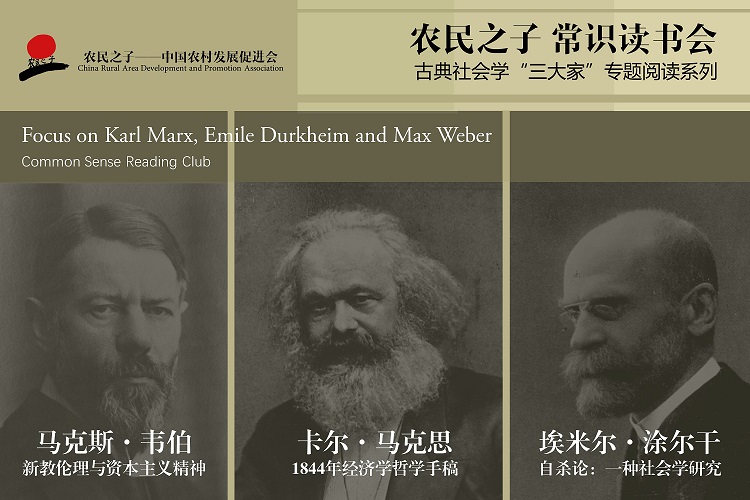 农民之子——中国农村发展促进会
China Rural Area Development and Promotion Association
农民之子 常识读书会
古典社会学“三大家”专题阅读系列
Focus on Karl Marx, Emile Durkheim and Max Weber
Common Sense Reading Club
马克斯·韦伯
新教伦理与资本主义精神
卡尔·马克思
1844年经济学哲学手稿
埃米尔·涂尔干
自杀论：一种社会学研究